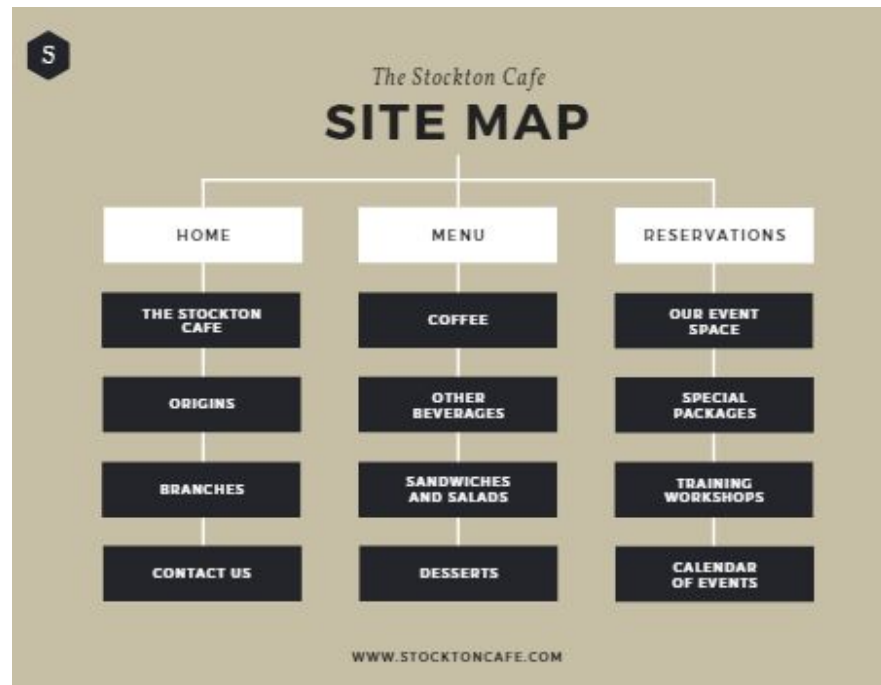 S
The Stockton Cafe
SITE MAP
HOME
THE STOCKTON
CAFE
ORIGINS
BRANCHES
CONTACT US
MENU
COFFEE
OTHER
BEVERAGES
SANDWICHES
AND SALADS
DESSERTS
RESERVATIONS
OUR EVENT
SPACE
SPECIAL
PACKAGES
TRAINING
WORKSHOPS
CALENDAR
OF EVENTS
WWW.STOCKTONCAFE.COM